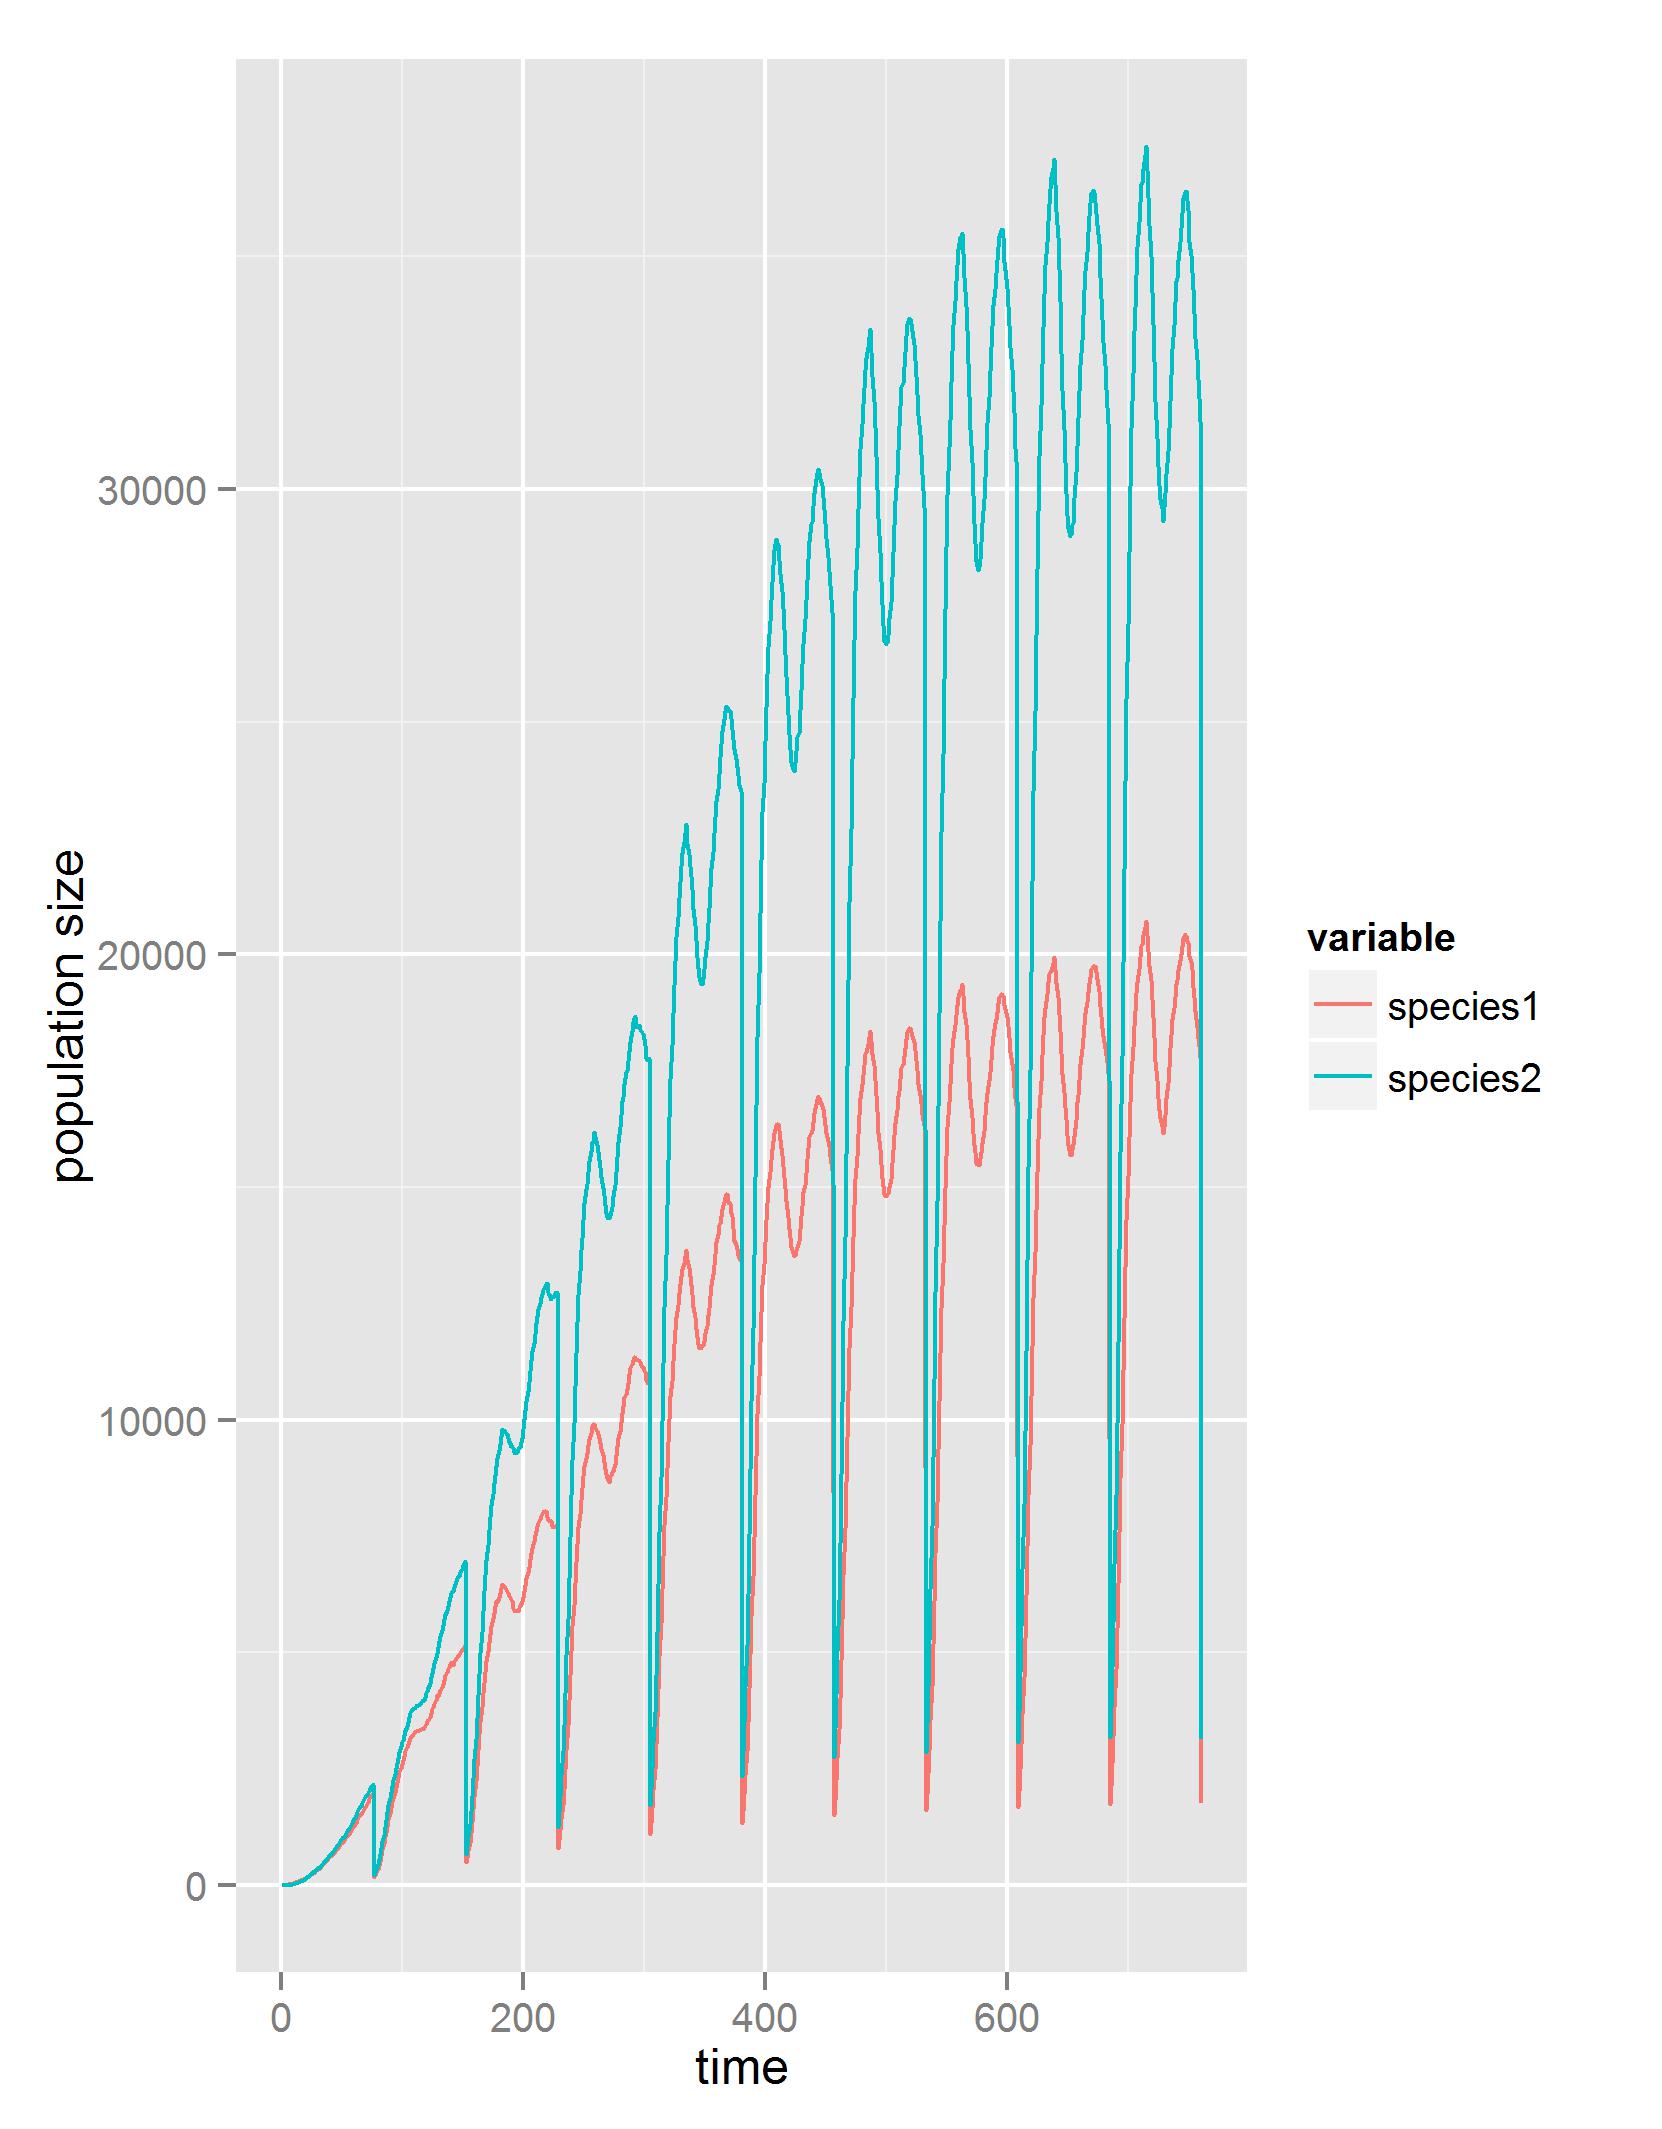 population size
30000
20000
10000
0
0 200 400 600
time
variable
species1
species2